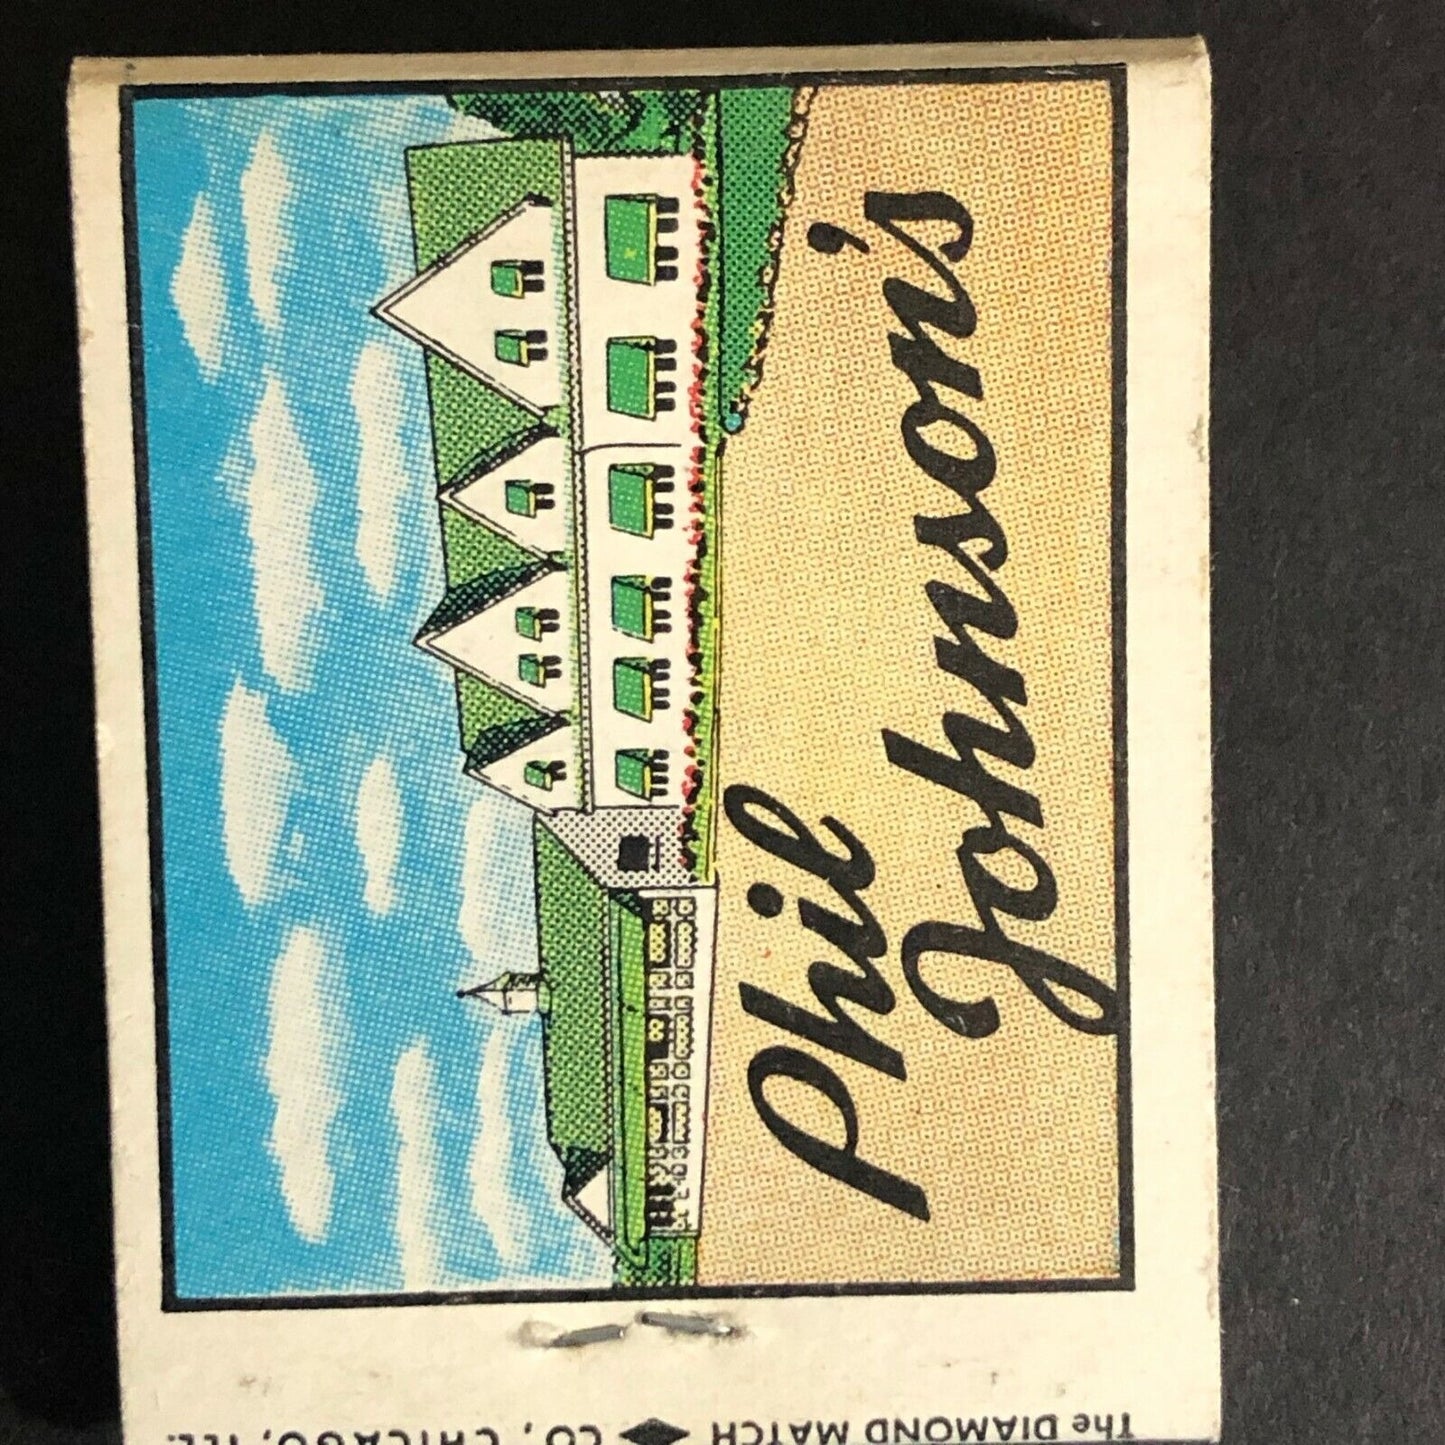 Phil
Johnson's
The DIAMOND MATCH ◆ CO., CHICAGO, ILL.